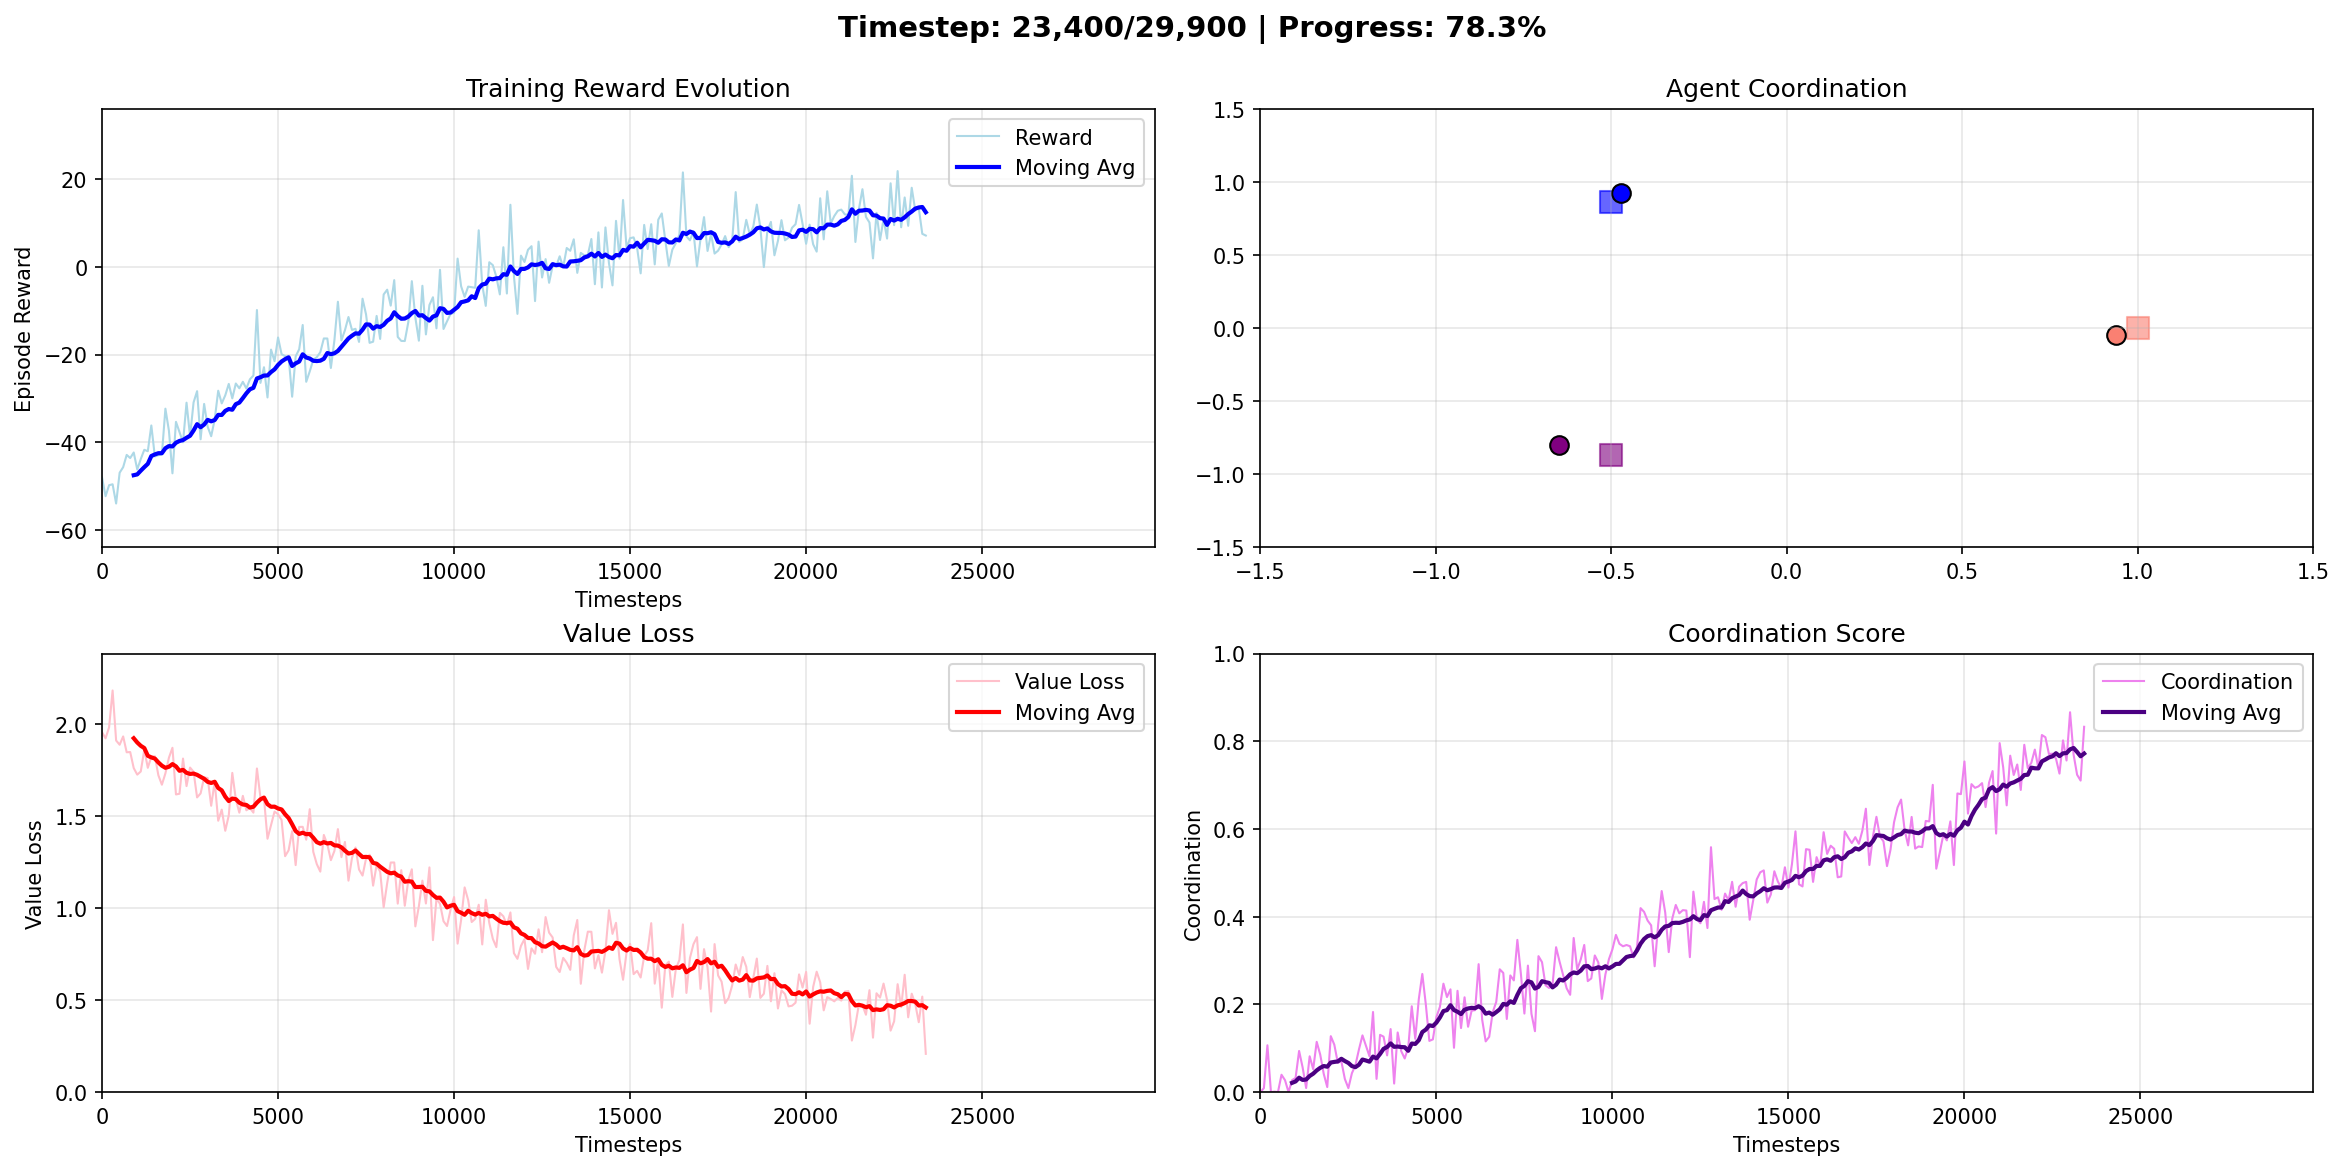 Timestep: 23,400/29,900 | Progress: 78.3%
Training Reward Evolution
Episode Reward
20
0
−20
−40
−60
Reward
Moving Avg
0 5000 10000 15000 20000 25000
Timesteps
Agent Coordination
1.5
1.0
0.5
0.0
−0.5
−1.0
−1.5
−1.5 −1.0 −0.5 0.0 0.5 1.0 1.5
Value Loss
Value Loss
2.0
1.5
1.0
0.5
0.0
Value Loss
Moving Avg
0 5000 10000 15000 20000 25000
Timesteps
Coordination Score
Coordination
1.0
0.8
0.6
0.4
0.2
0.0
Coordination
Moving Avg
0 5000 10000 15000 20000 25000
Timesteps